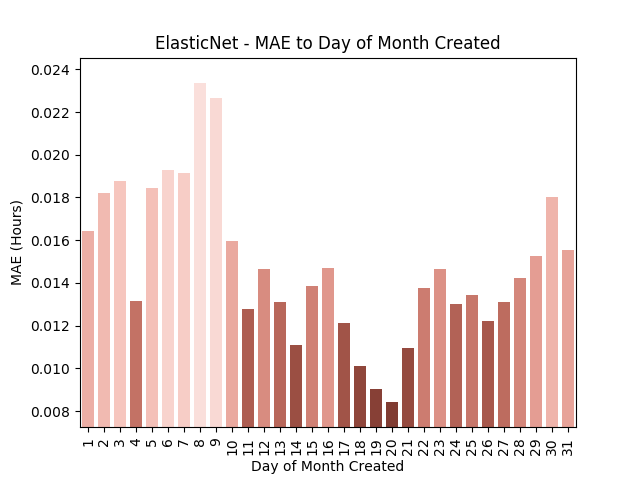 ElasticNet - MAE to Day of Month Created
MAE (Hours)
0.024
0.022
0.020
0.018
0.016
0.014
0.012
0.010
0.008
1 2 3 4 5 6 7 8 9 10 11 12 13 14 15 16 17 18 19 20 21 22 23 24 25 26 27 28 29 30 31
Day of Month Created